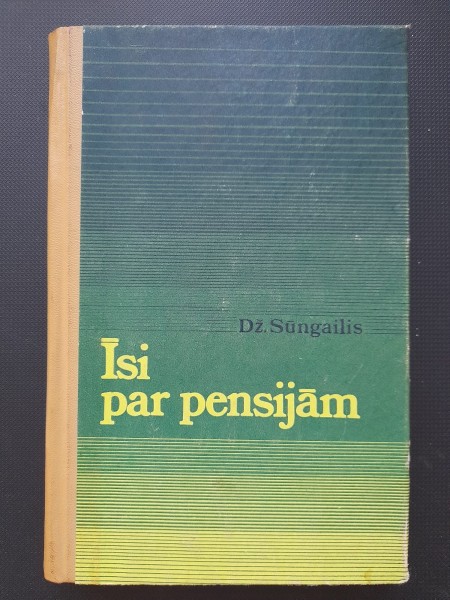 Dž. Sūngailis
Īsi
par pensijām